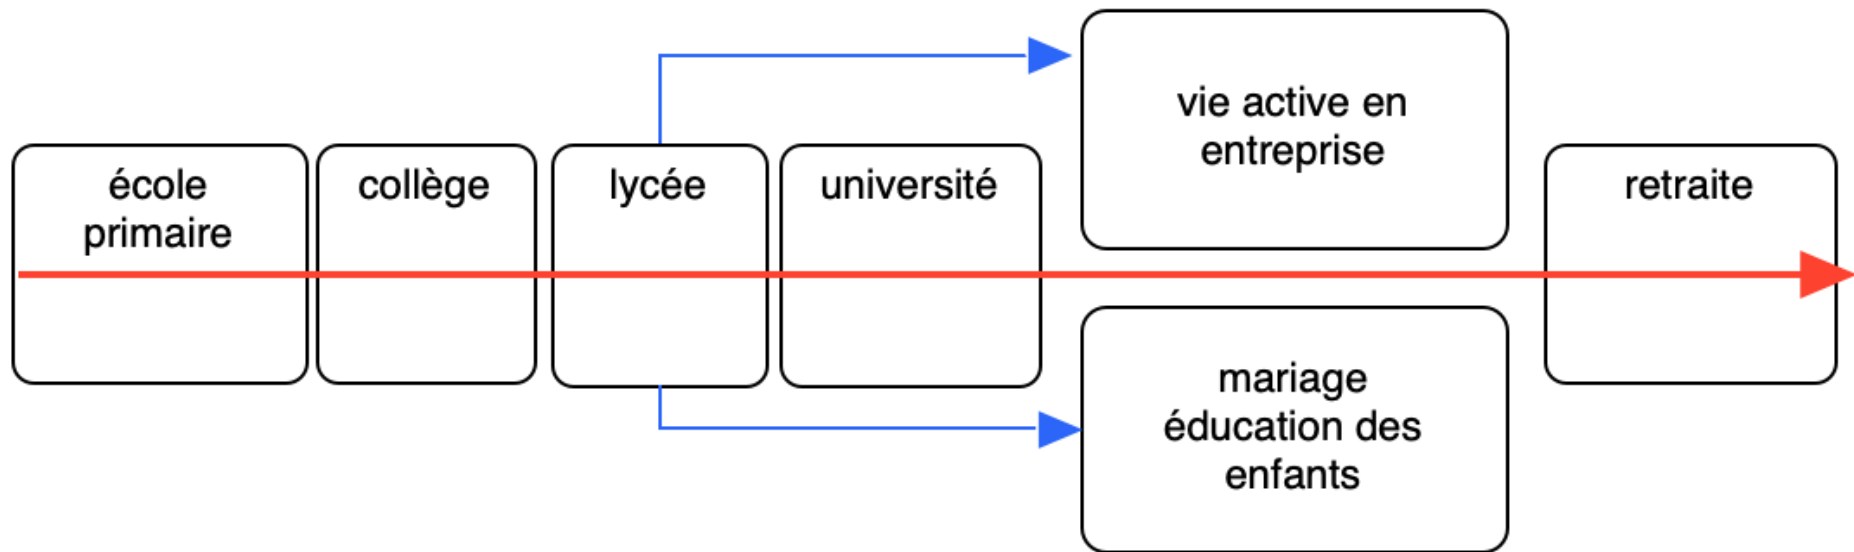 école
primaire
collège
lycée
université
vie active en
entreprise
mariage
éducation des
enfants
retraite